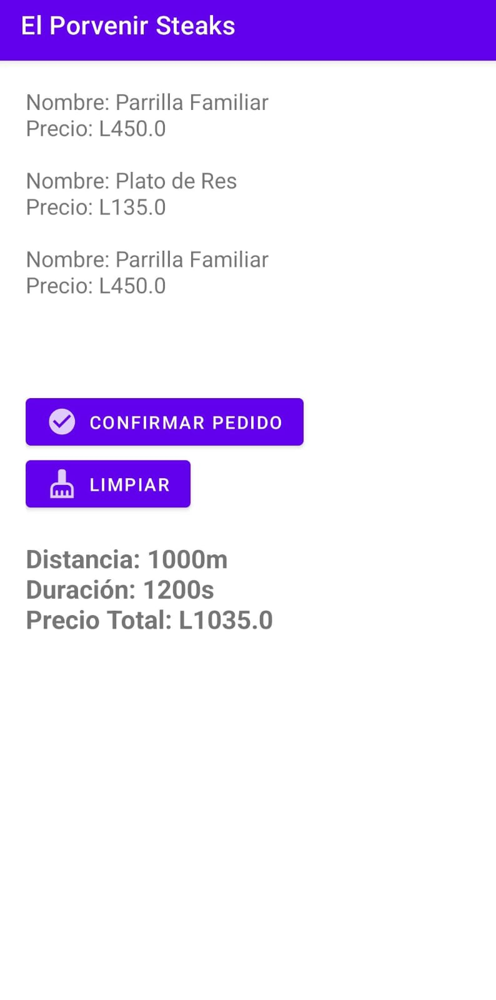 El Porvenir Steaks
Nombre: Parrilla Familiar
Precio: L450.0
Nombre: Plato de Res
Precio: L135.0
Nombre: Parrilla Familiar
Precio: L450.0
CONFIRMAR PEDIDO
LIMPIAR
Distancia: 1000m
Duración: 1200s
Precio Total: L1035.0